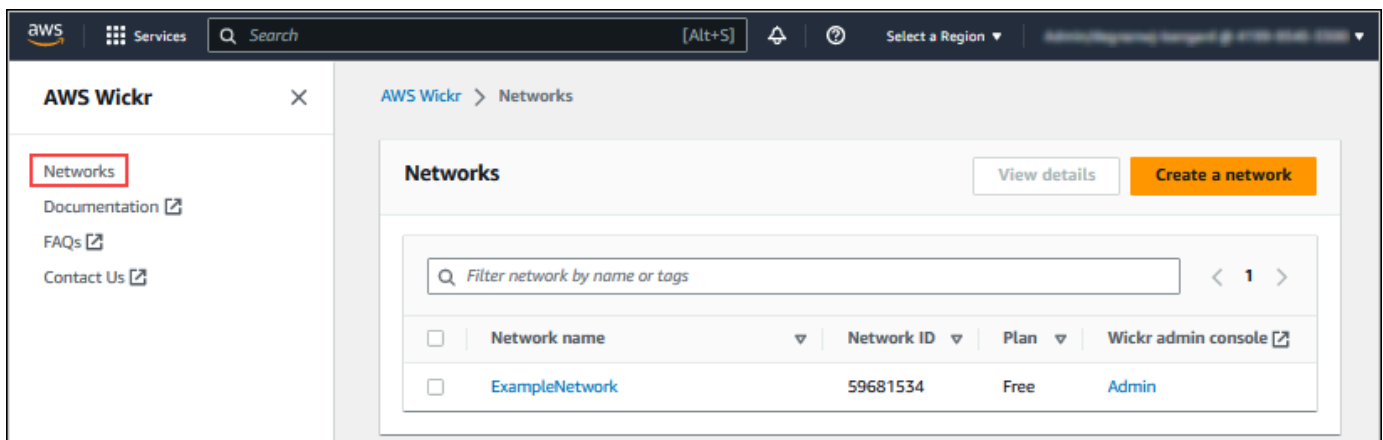 aws Services Search [Alt+S] Select a Region
AWS Wickr
AWS Wickr Networks
Networks
Documentation
FAQs
Contact Us
Networks View details Create a network
Filter network by name or tags 1
Network name Network ID Plan Wickr admin console
ExampleNetwork 59681534 Free Admin